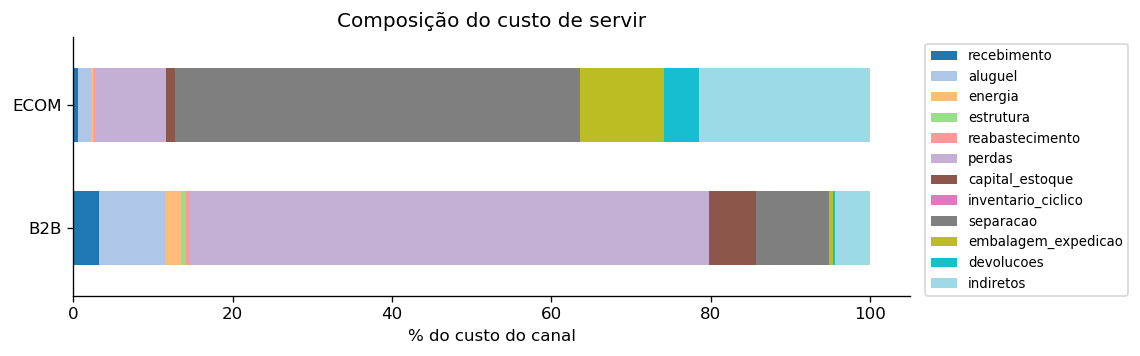 Composição do custo de servir
ECOM
B2B
0 20 40 60 80 100
% do custo do canal
recebimento
aluguel
energia
estrutura
reabastecimento
perdas
capital_estoque
inventario_ciclico
separacao
embalagem_expedicao
devolucoes
indiretos